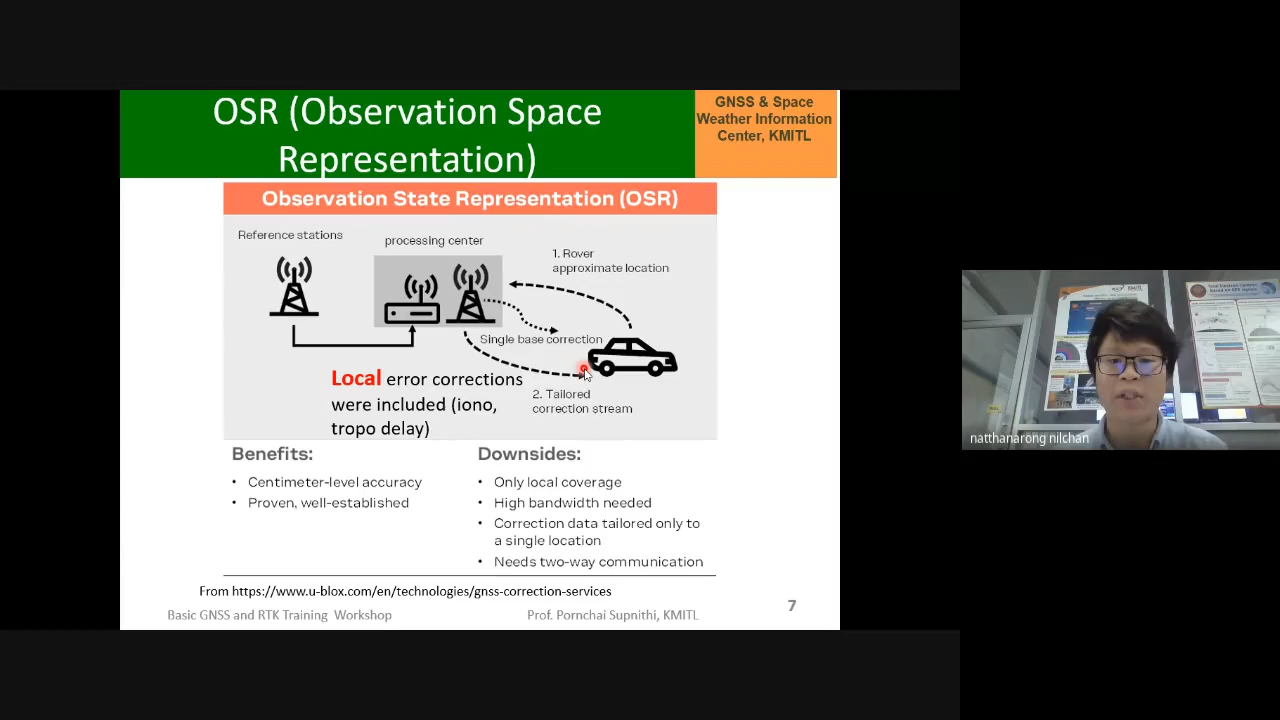 OSR (Observation Space
Representation)
GNSS & Space
Weather Information
Center, KMITL
Observation State Representation (OSR)
Reference stations
processing center
1. Rover
approximate location
Single base correction
2. Tailored
correction stream
Local error corrections
were included (iono,
tropo delay)
Benefits:
• Centimeter-level accuracy
• Proven, well-established
Downsides:
• Only local coverage
• High bandwidth needed
• Correction data tailored only to
a single location
• Needs two-way communication
From https://www.u-blox.com/en/technologies/gnss-correction-services
Basic GNSS and RTK Training Workshop
Prof. Pornchai Supnithi, KMITL
7
natthanarong nilchan